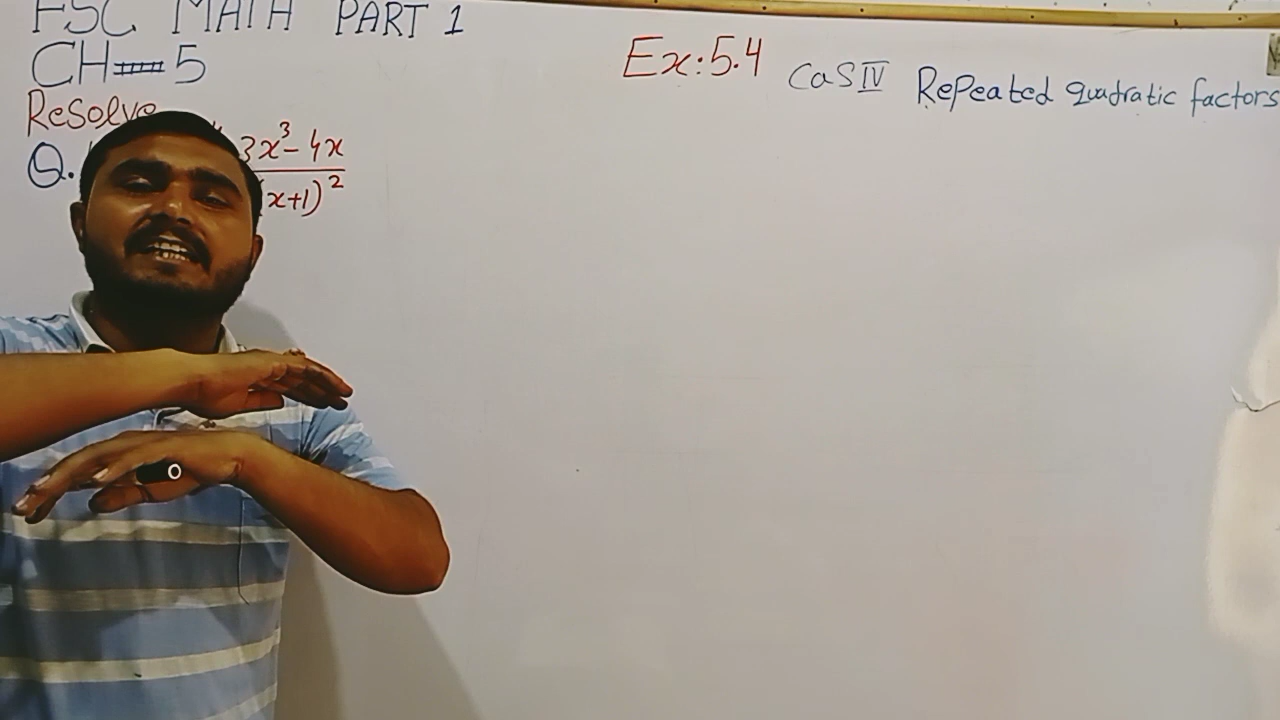 FSC MATH PART 1
CH 5
Ex:5.4 CaS IV Repeated quadratic factors
Resolve
Q.
3x³-4x
(x+1)²